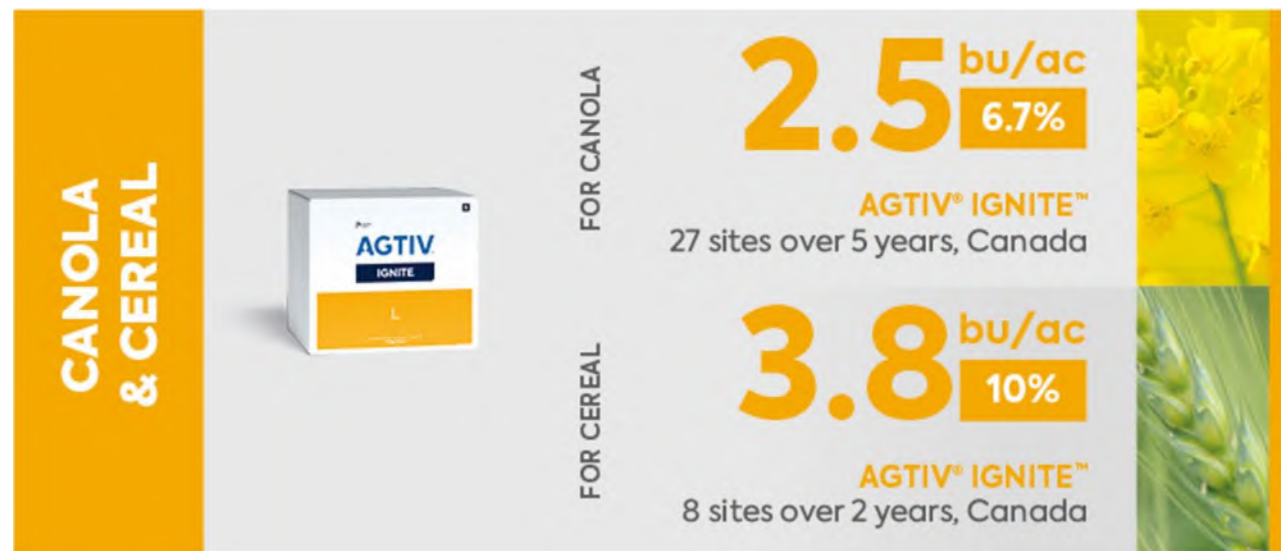 CANOLA
& CEREAL
AGTIV
IGNITE
L
FOR CANOLA
2.5 bu/ac
6.7%
AGTIV® IGNITE™
27 sites over 5 years, Canada
FOR CEREAL
3.8 bu/ac
10%
AGTIV® IGNITE™
8 sites over 2 years, Canada